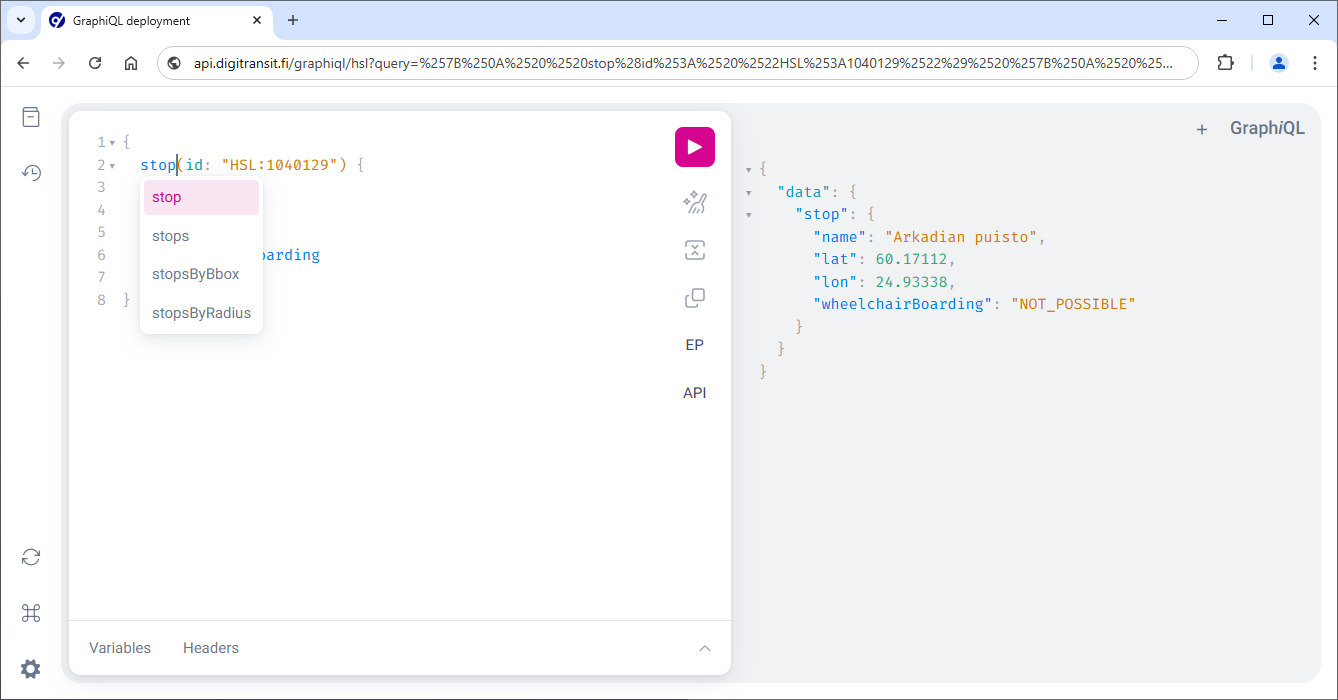 GraphiQL deployment
api.digitransit.fi/graphiql/hsl?query=%257B%250A%2520%2520stop%28id%253A%2520%2522HSL%253A1040129%2522%29%2520%257B%250A%2520%25...
GraphiQL
1 {
2 stop(id: "HSL:1040129") {
3
4
5
6 oarding
7
8 }
stop
stops
stopsByBbox
stopsByRadius
EP
API
{
"data": {
"stop": {
"name": "Arkadian puisto",
"lat": 60.17112,
"lon": 24.93338,
"wheelchairBoarding": "NOT_POSSIBLE"
}
}
}
Variables Headers